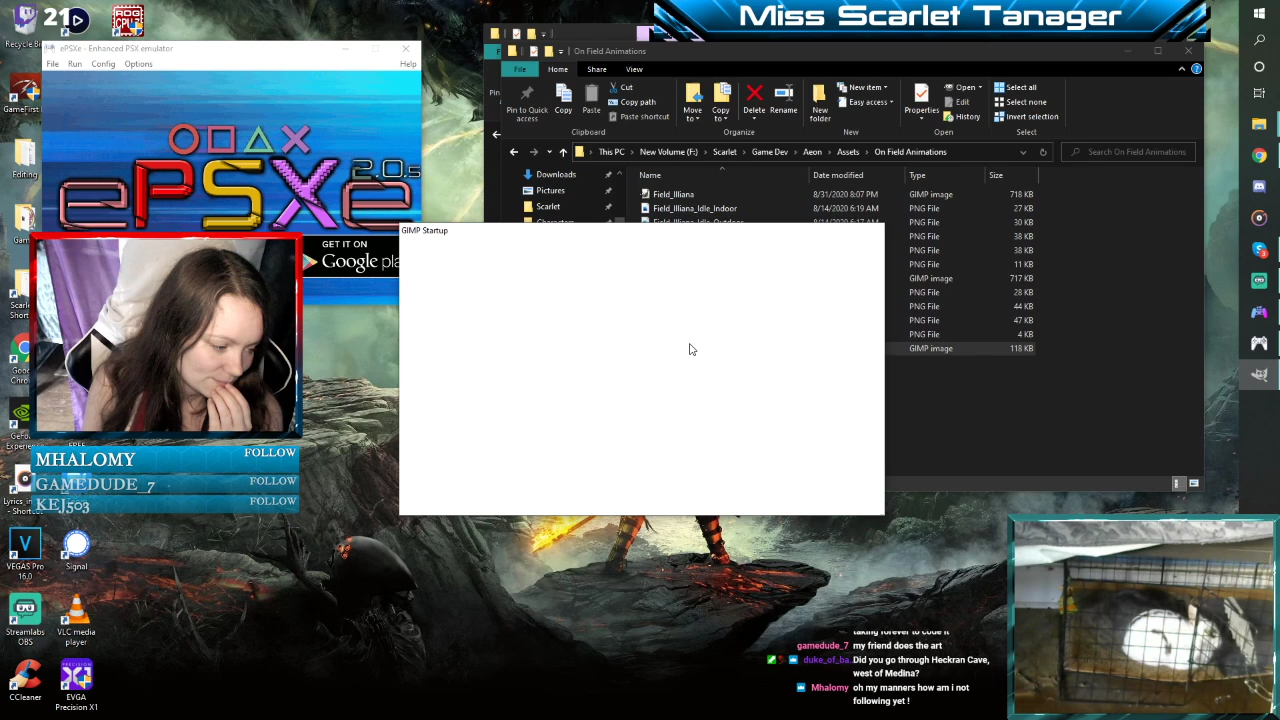 Recycle Bin
21
ROG
CPU-Z
Miss Scarlet Tanager
ePSXe - Enhanced PSX emulator
File Run Config Options Help
ePSXe
2.0.5
GET IT ON
Google pla
On Field Animations
File Home Share View
Pin to Quick access
Copy
Paste
Cut
Copy path
Paste shortcut
Clipboard
Move to
Copy to
Delete
Rename
Organize
New folder
New item
Easy access
New
Properties
Open
Edit
History
Open
Select all
Select none
Invert selection
Select
This PC > New Volume (F:) > Scarlet > Game Dev > Aeon > Assets > On Field Animations
Search On Field Animations
Downloads
Pictures
Scarlet
Name Date modified Type Size
Field_Illiana 8/31/2020 8:07 PM GIMP image 718 KB
Field_Illiana_Idle_Indoor 8/14/2020 6:19 AM PNG File 27 KB
PNG File 30 KB
PNG File 38 KB
PNG File 38 KB
PNG File 11 KB
GIMP image 717 KB
PNG File 28 KB
PNG File 44 KB
PNG File 47 KB
PNG File 4 KB
GIMP image 118 KB
GIMP Startup
GameFirst
Editing
MHALOMY FOLLOW
GAMEDUDE_7 FOLLOW
KEJ503 FOLLOW
VEGAS Pro 16.0
Signal
Streamlabs OBS
VLC media player
CCleaner
EVGA Precision X1
taking forever to code it
gamedude_7 my friend does the art
duke_of_ba... Did you go through Heckran Cave, west of Medina?
Mhalomy oh my manners how am i not following yet !